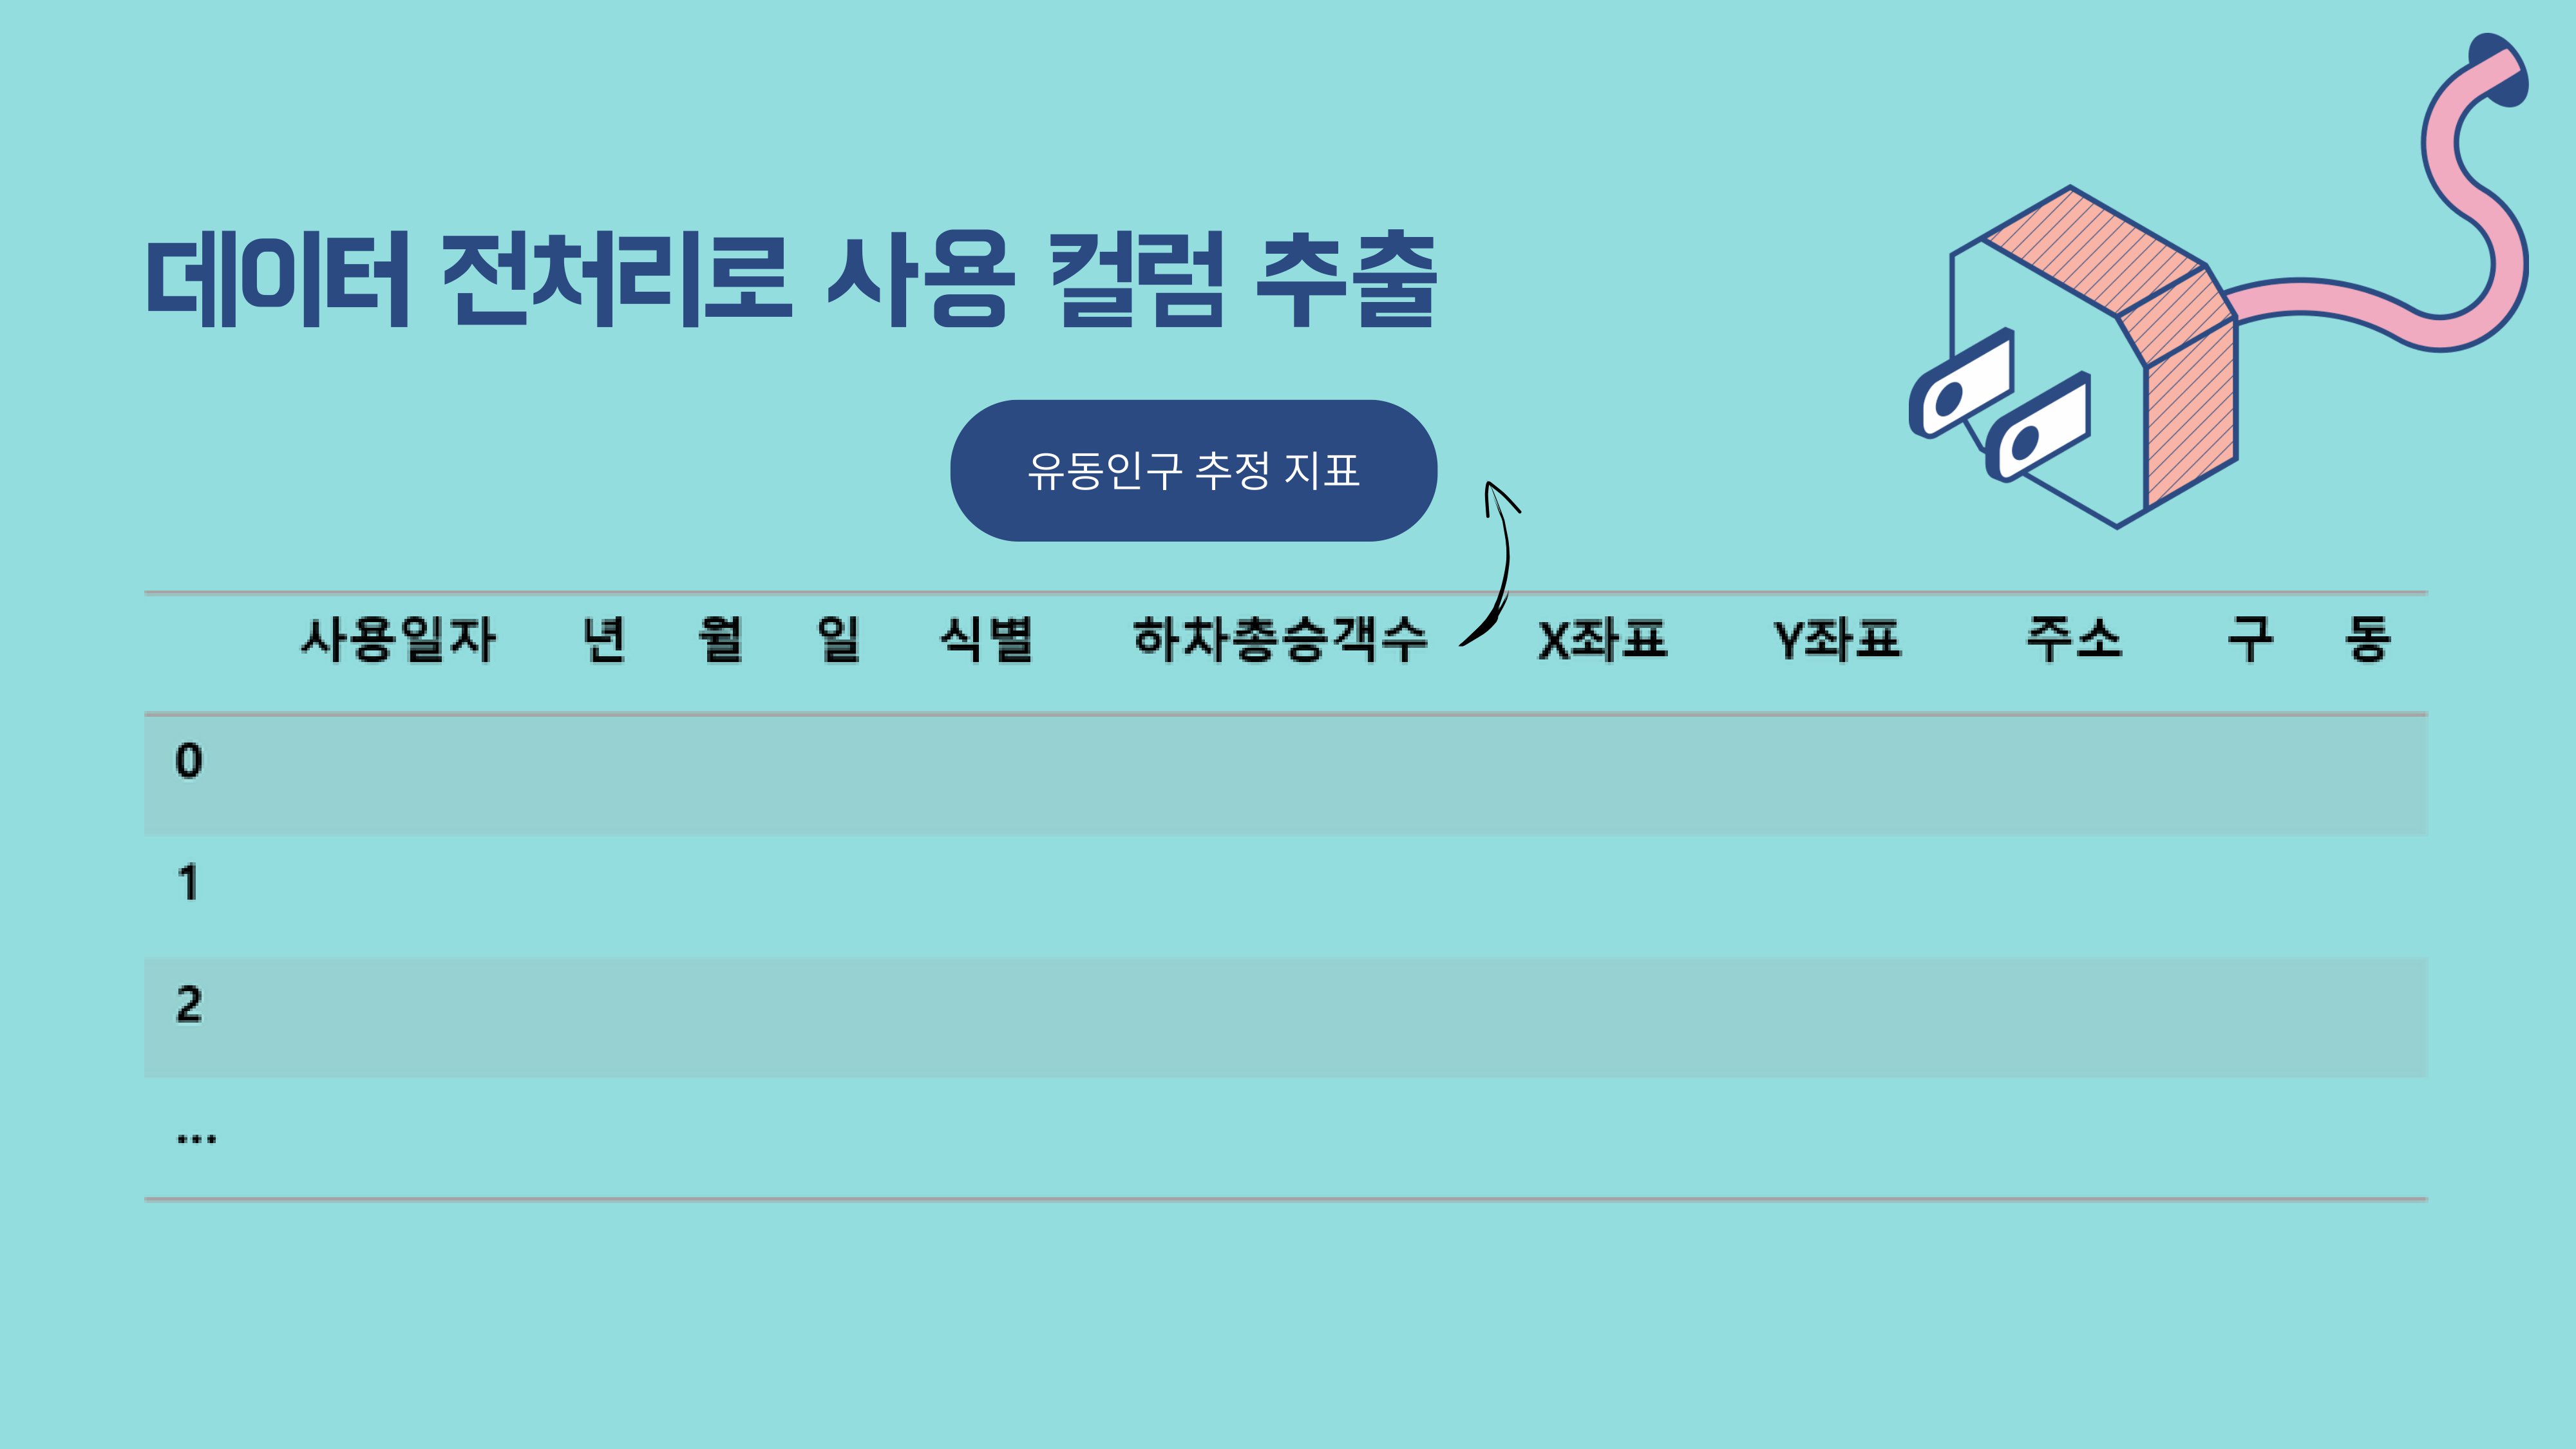 데이터 전처리로 사용 컬럼 추출
유동인구 추정 지표
사용일자 년 월 일 식별 하차총승객수 X좌표 Y좌표 주소 구 동
0
1
2
...